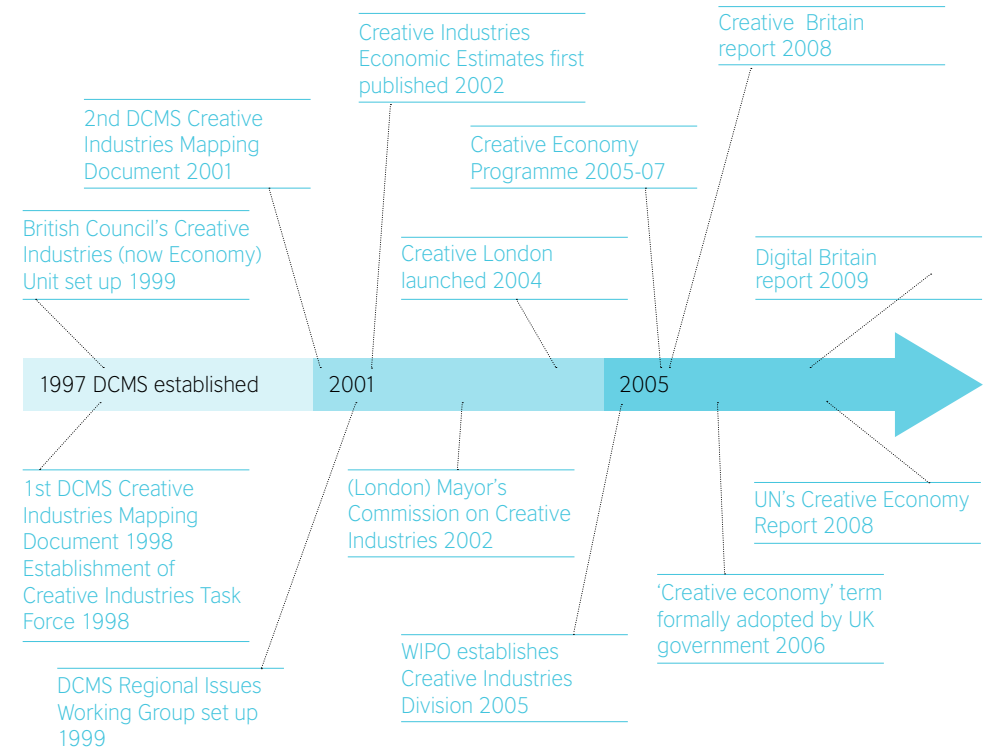 Creative Britain
report 2008
Creative Industries
Economic Estimates first
published 2002
2nd DCMS Creative
Industries Mapping
Document 2001
Creative Economy
Programme 2005-07
British Council's Creative
Industries (now Economy)
Unit set up 1999
Creative London
launched 2004
Digital Britain
report 2009
1997 DCMS established
2001
2005
1st DCMS Creative
Industries Mapping
Document 1998
Establishment of
Creative Industries Task
Force 1998
(London) Mayor's
Commission on Creative
Industries 2002
UN's Creative Economy
Report 2008
'Creative economy' term
formally adopted by UK
government 2006
WIPO establishes
Creative Industries
Division 2005
DCMS Regional Issues
Working Group set up
1999